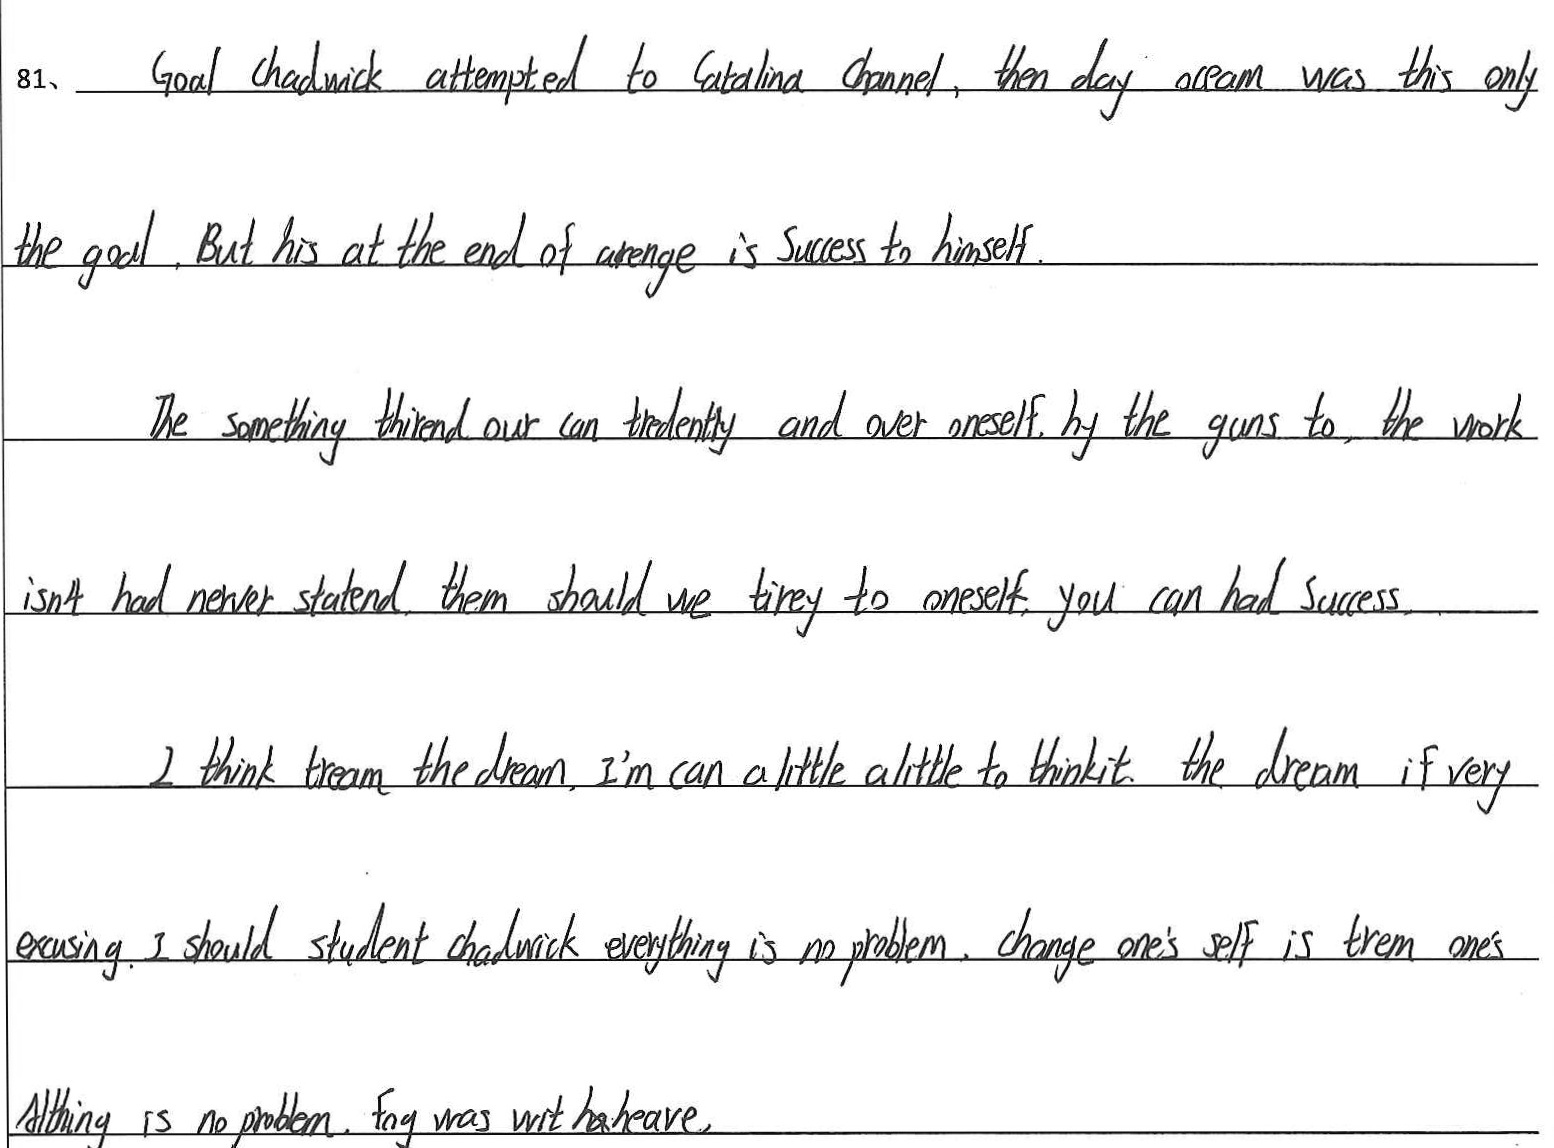 81、 Goal chadwick attempted to Catalina Channel, then day oceam was this only
the goal. But his at the end of arenge is Success to himself.
The something thirend our can tredently and over oneself. by the guns to, the work
isn't had nerver statend. them should we tirey to oneself. you can had Success.
I think tream the dream, I'm can a little a little to thinkit. the dream if very
excusing. I should student chadwick everything is no problem. Change one's self is trem one's
Allthing is no problem. Fog was wit heave,